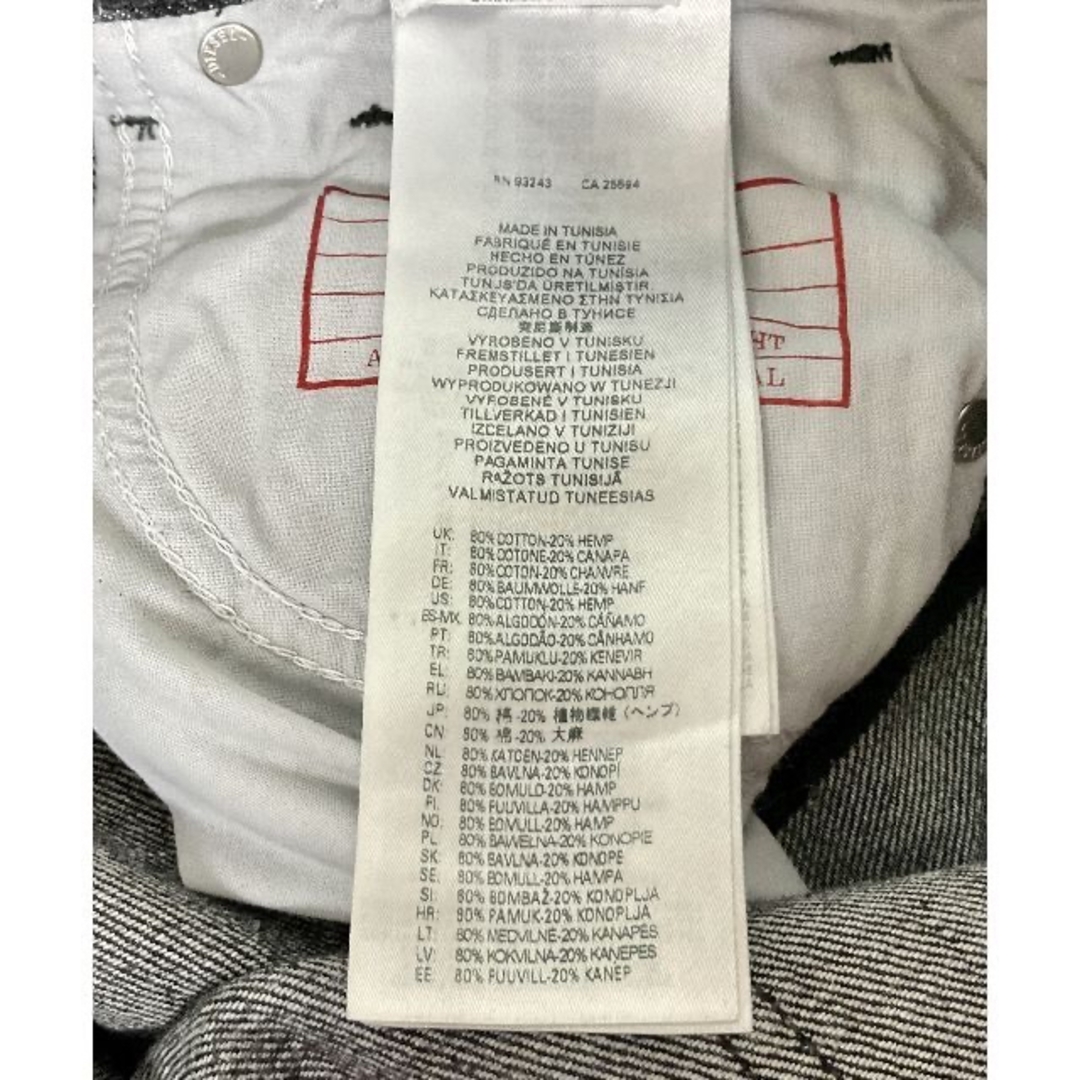 DIESEL
RN 93243 CA 25594
MADE IN TUNISIA
FABRIQUÉ EN TUNISIE
HECHO EN TÚNEZ
PRODUZIDO NA TUNÍSIA
TUNUS'DA ÜRETILMIŞTIR
ΚΑΤΑΣΚΕΥΑΣΜΕΝΟ ΣΤΗΝ ΤΥΝΙΣΙΑ
СДЕЛАНО В ТУНИСЕ
突尼斯制造
VYROBENO V TUNISKU
FREMSTILLET I TUNESIEN
PRODUSERT I TUNISIA
WYPRODUKOWANO W TUNEZJI
VYROBENÉ V TUNISKU
TILLVERKAD I TUNISIEN
IZDELANO V TUNIZIJI
PROIZVEDENO U TUNISU
PAGAMINTA TUNISE
RAŽOTS TUNISIJĀ
VALMISTATUD TUNEESIAS
UK: 80% COTTON-20% HEMP
IT: 80% COTONE-20% CANAPA
FR: 80% COTON-20% CHANVRE
DE: 80% BAUMWOLLE-20% HANF
US: 80% COTTON-20% HEMP
ES-MX: 80% ALGODÓN-20% CÁÑAMO
PT: 80% ALGODÃO-20% CÂNHAMO
TR: 80% PAMUKLU-20% KENEVIR
EL: 80% ΒΑΜΒΑΚΙ-20% ΚΑΝΝΑΒΗ
RU: 80% ХЛОПОК-20% КОНОПЛЯ
JP: 80% 綿 -20% 植物繊維 (ヘンプ)
CN: 80% 棉 -20% 大麻
NL: 80% KATOEN-20% HENNEP
CZ: 80% BAVLNA-20% KONOPÍ
DK: 80% BOMULD-20% HAMP
FI: 80% PUUVILLA-20% HAMPPU
NO: 80% BOMULL-20% HAMP
PL: 80% BAWEŁNA-20% KONOPIE
SK: 80% BAVLNA-20% KONOPE
SE: 80% BOMULL-20% HAMPA
SI: 80% BOMBAŽ-20% KONOPLJA
HR: 80% PAMUK-20% KONOPLJA
LT: 80% MEDVILNĖ-20% KANAPĖS
LV: 80% KOKVILNA-20% KAŅEPES
EE: 80% PUUVILL-20% KANEP